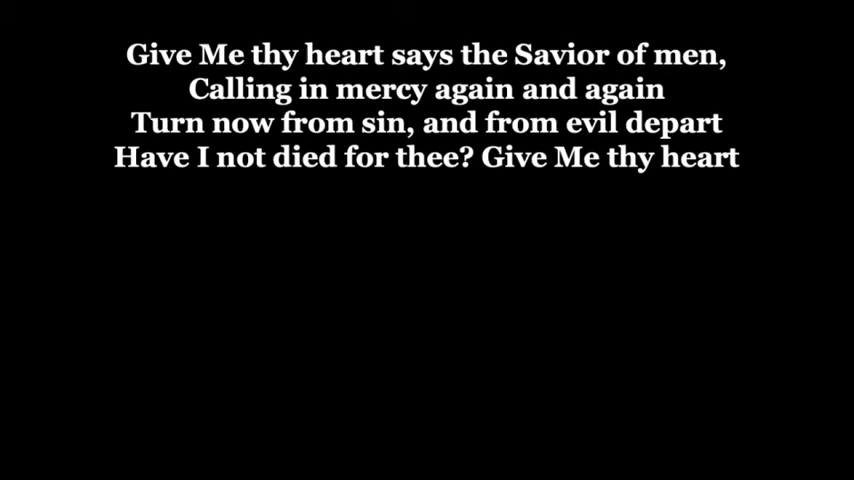 Give Me thy heart says the Savior of men,
Calling in mercy again and again
Turn now from sin, and from evil depart
Have I not died for thee? Give Me thy heart